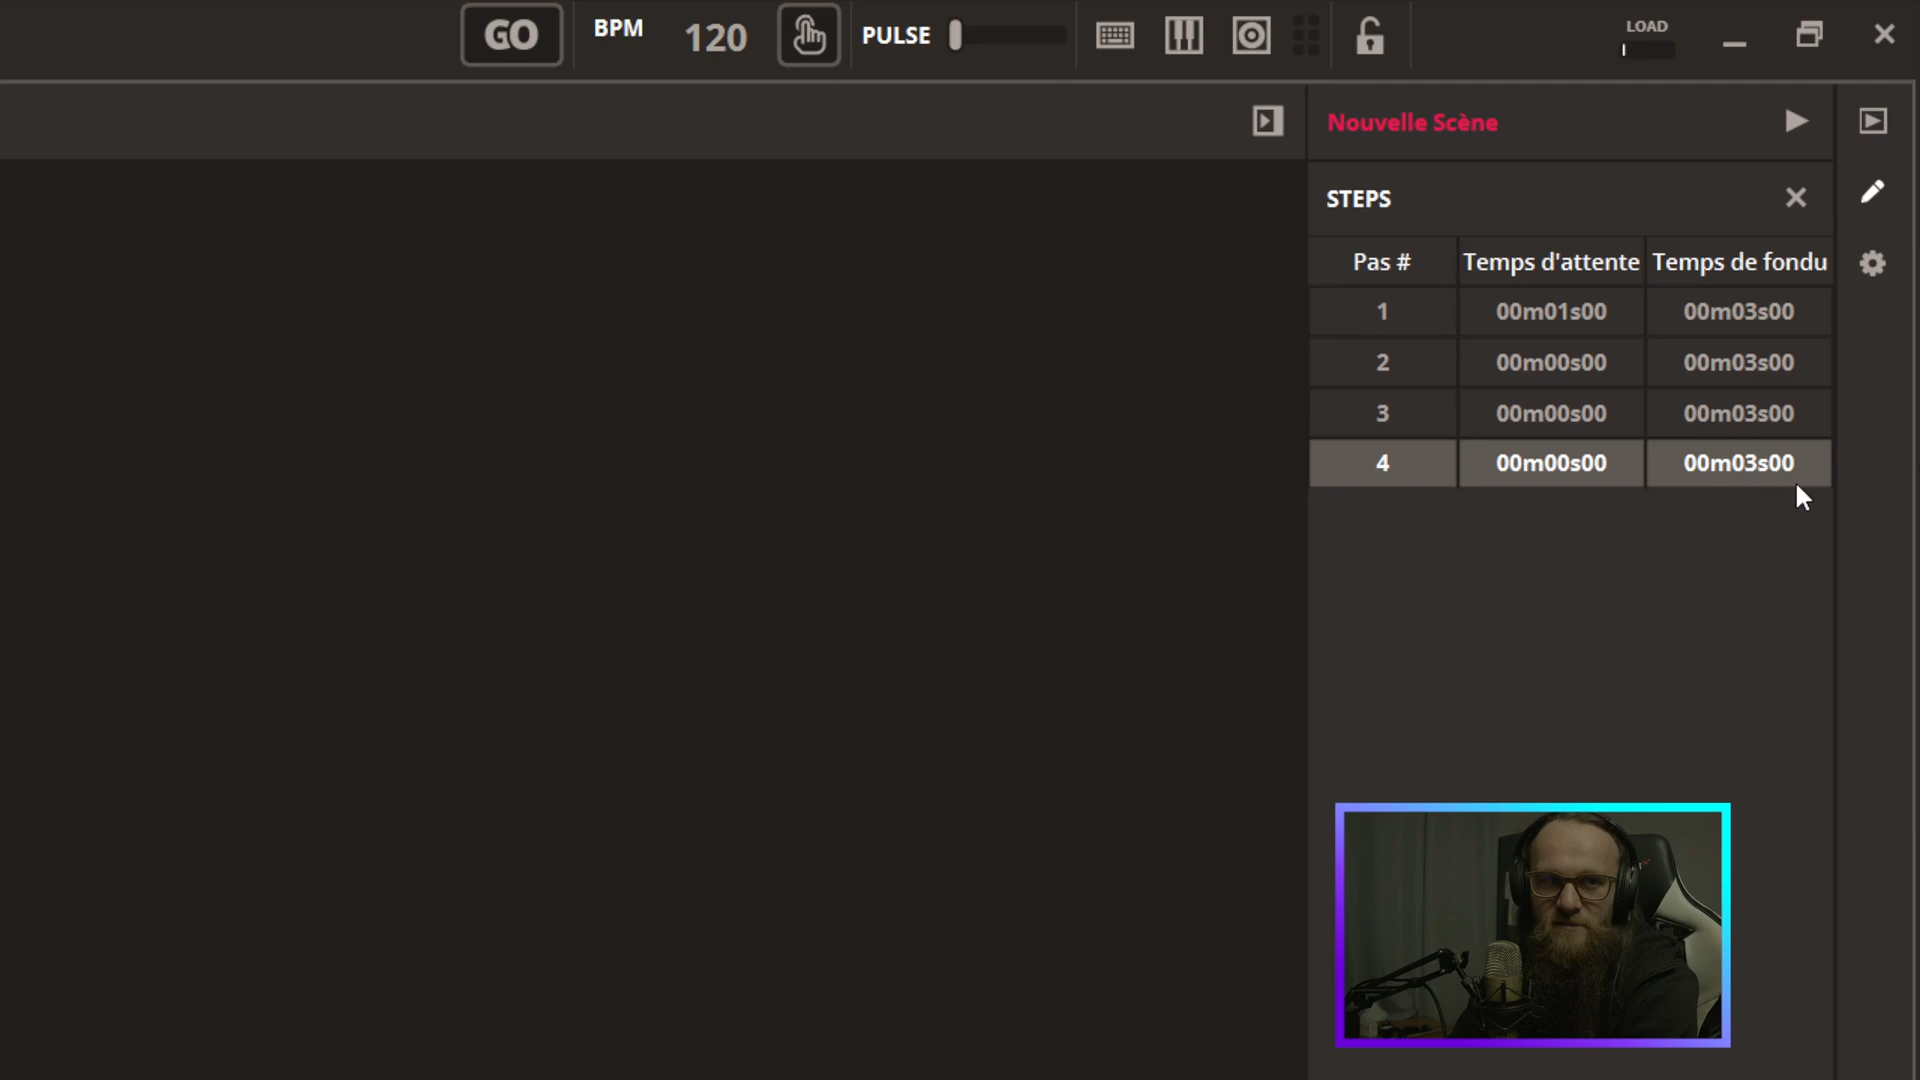 GO BPM 120 PULSE LOAD
Nouvelle Scène
STEPS
Pas # Temps d'attente Temps de fondu
1 00m01s00 00m03s00
2 00m00s00 00m03s00
3 00m00s00 00m03s00
4 00m00s00 00m03s00